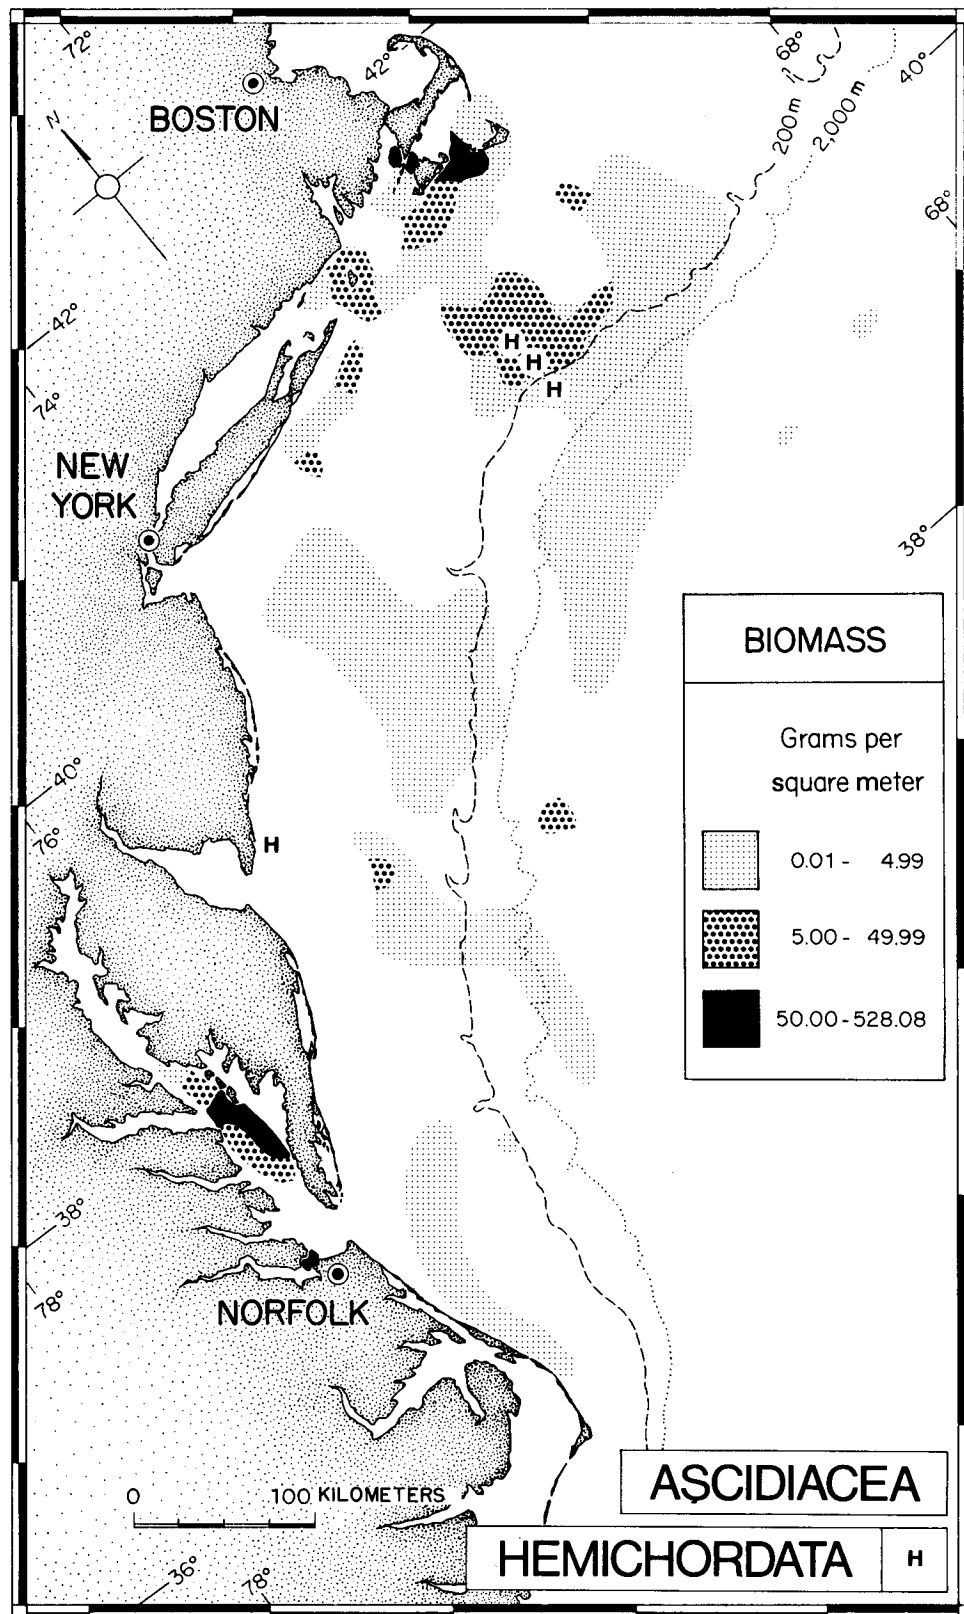 72°
42°
68°
40°
BOSTON
N
200 m
2,000 m
68°
42°
74°
H
H
H
NEW
YORK
38°
BIOMASS
Grams per
square meter
0.01 - 4.99
5.00 - 49.99
50.00 - 528.08
40°
76°
H
38°
78°
NORFOLK
0 100 KILOMETERS
ASCIDIACEA
HEMICHORDATA H
36°
78°